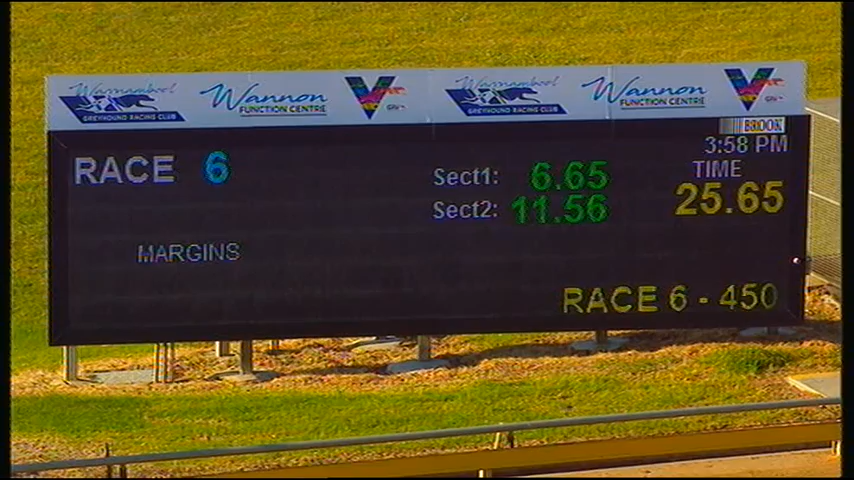 Warrnambool
GREYHOUND RACING CLUB
WANNON
FUNCTION CENTRE
V
Warrnambool
GREYHOUND RACING CLUB
WANNON
FUNCTION CENTRE
V
BROOK
3:58 PM
RACE 6
Sect1: 6.65
Sect2: 11.56
TIME
25.65
MARGINS
RACE 6 - 450